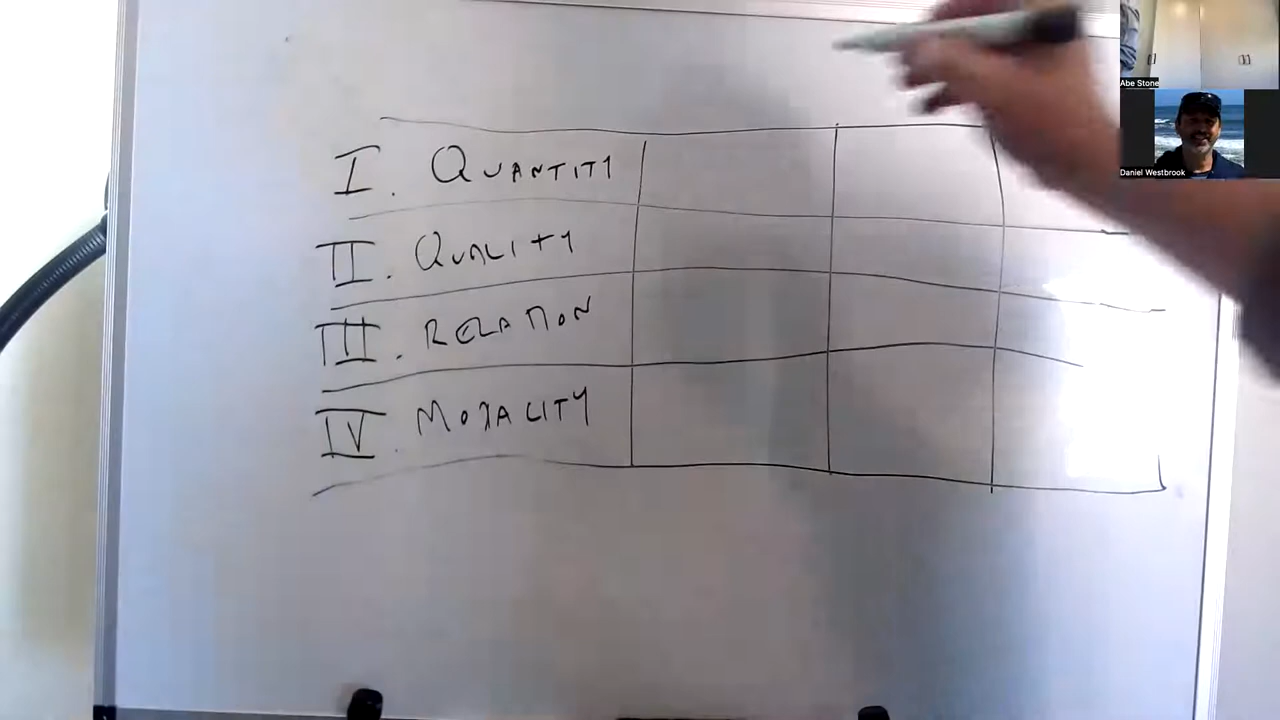 I. QUANTITY
II. QUALITY
III. RELATION
IV. MODALITY
Abe Stone
Daniel Westbrook